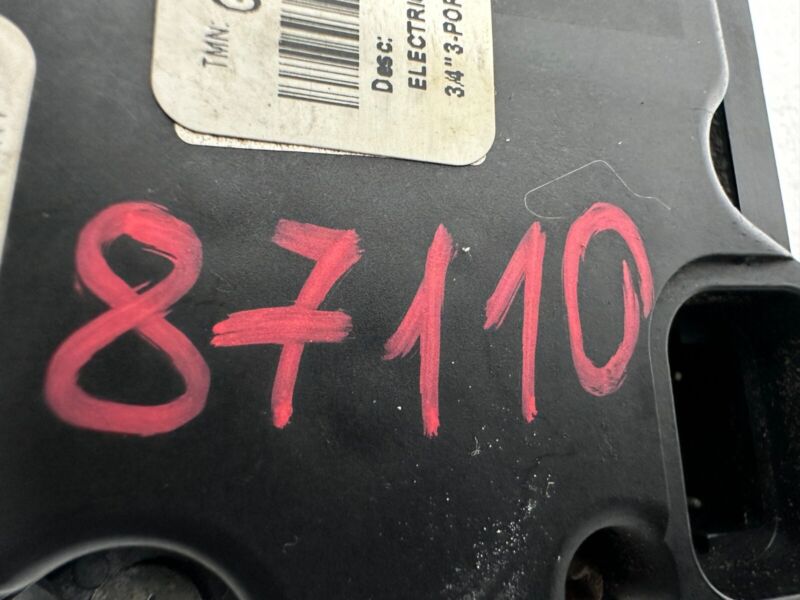 TMN:
Desc:
ELECTRI
3/4" 3-POR
87110